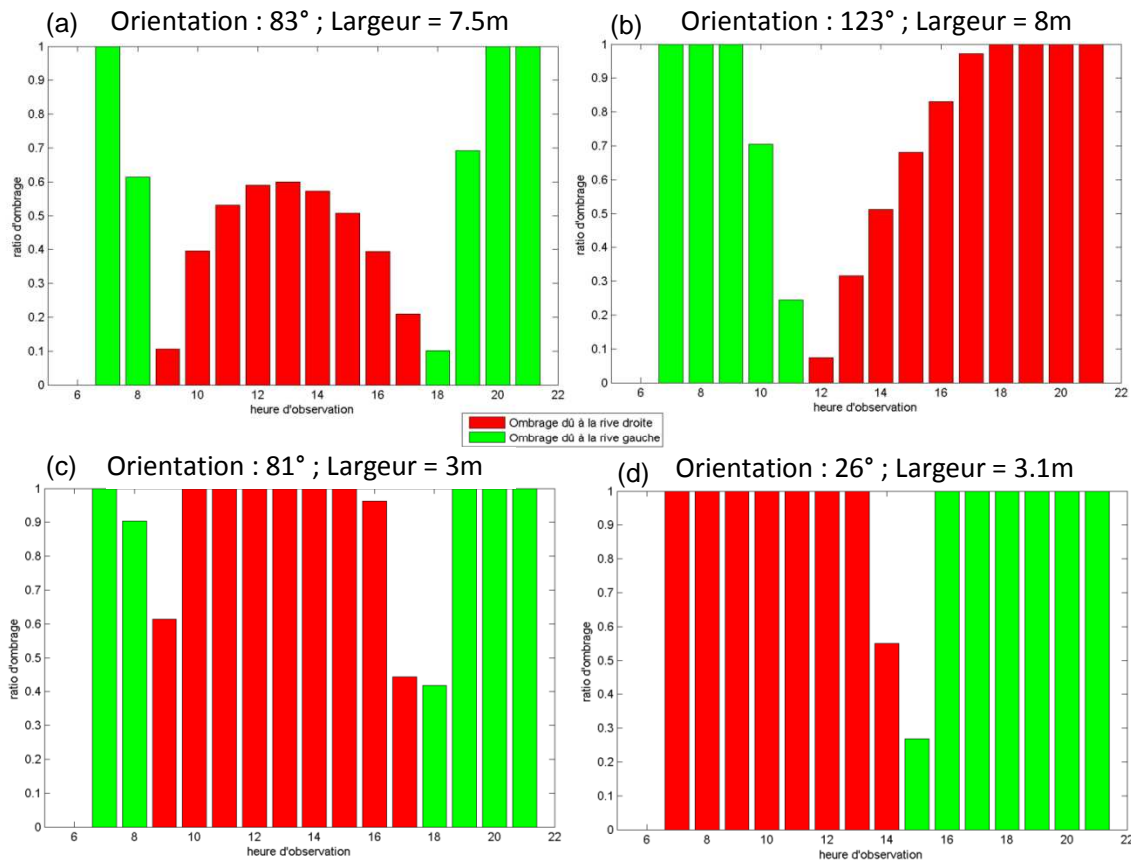 (a) Orientation : 83° ; Largeur = 7.5m
1
0.9
0.8
0.7
0.6
0.5
0.4
0.3
0.2
0.1
0
ratio d'ombrage
6 8 10 12 14 16 18 20 22
heure d'observation
(b) Orientation : 123° ; Largeur = 8m
1
0.9
0.8
0.7
0.6
0.5
0.4
0.3
0.2
0.1
0
ratio d'ombrage
6 8 10 12 14 16 18 20 22
heure d'observation
Ombrage dû à la rive droite
Ombrage dû à la rive gauche
(c) Orientation : 81° ; Largeur = 3m
1
0.9
0.8
0.7
0.6
0.5
0.4
0.3
0.2
0.1
0
ratio d'ombrage
6 8 10 12 14 16 18 20 22
heure d'observation
(d) Orientation : 26° ; Largeur = 3.1m
1
0.9
0.8
0.7
0.6
0.5
0.4
0.3
0.2
0.1
0
ratio d'ombrage
6 8 10 12 14 16 18 20 22
heure d'observation